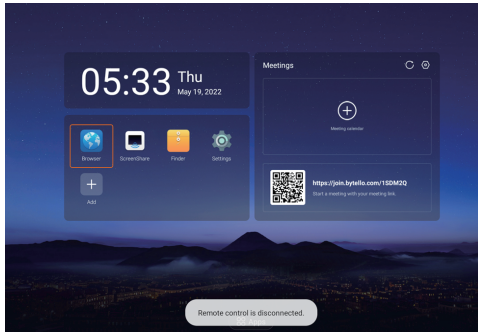 05:33
Thu
May 19, 2022
Meetings
Meeting calendar
Browser
ScreenShare
Finder
Settings
Add
https://join.bytello.com/1SDM2Q
Start a meeting with your meeting link.
Remote control is disconnected.